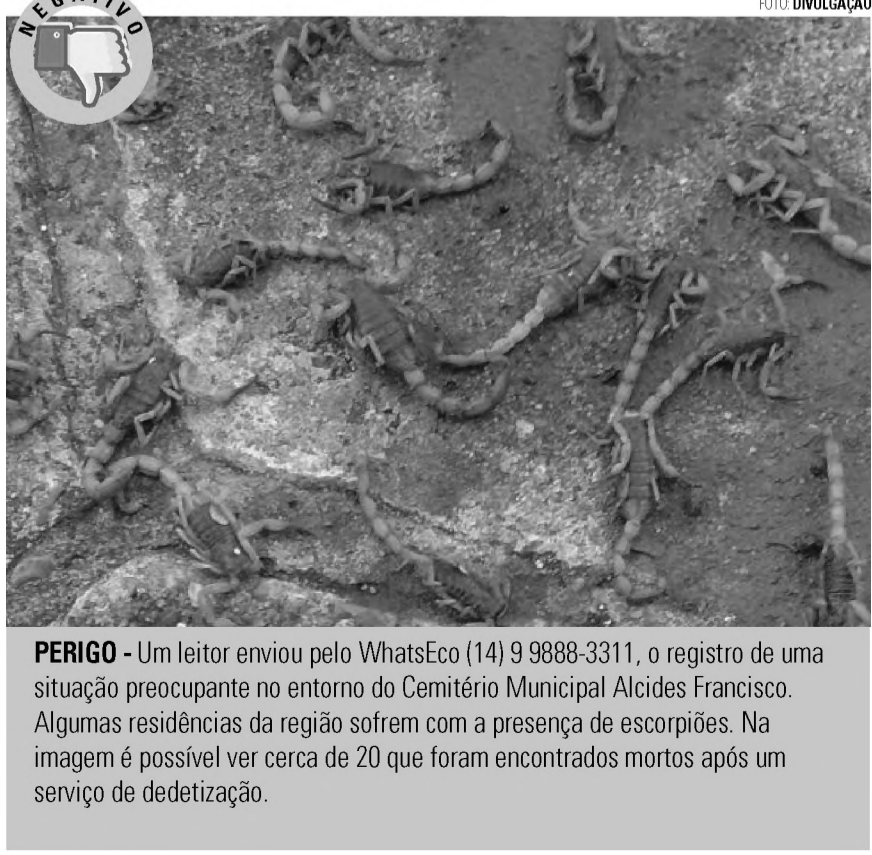 FOTO: DIVULGAÇÃO
NEGATIVO
PERIGO - Um leitor enviou pelo WhatsEco (14) 9 9888-3311, o registro de uma
situação preocupante no entorno do Cemitério Municipal Alcides Francisco.
Algumas residências da região sofrem com a presença de escorpiões. Na
imagem é possível ver cerca de 20 que foram encontrados mortos após um
serviço de dedetização.